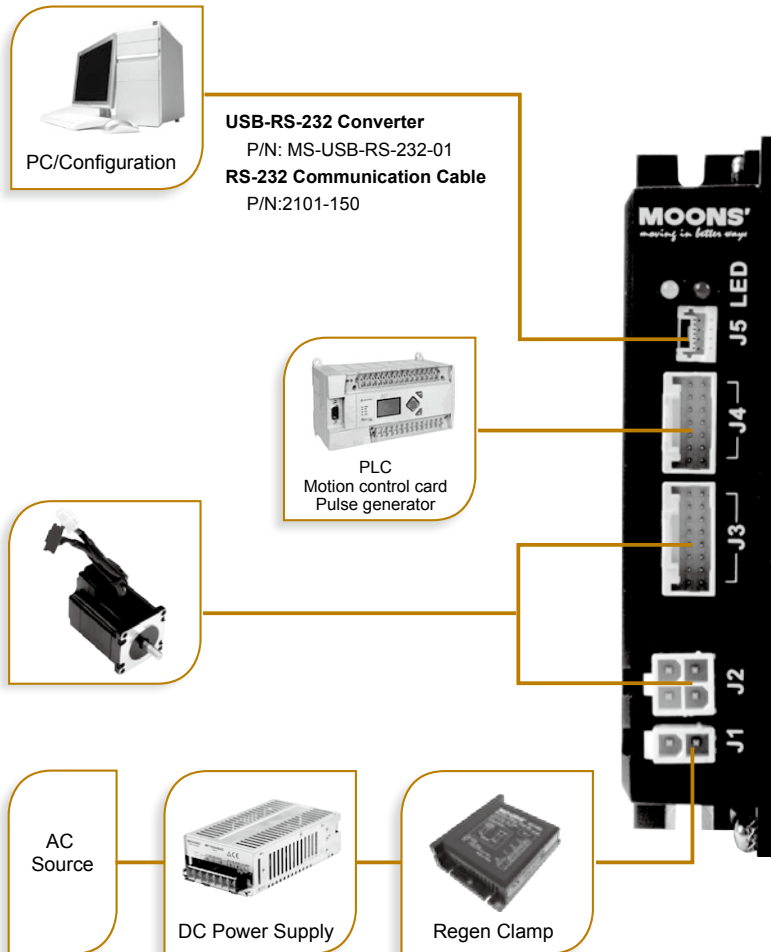 PC/Configuration
USB-RS-232 Converter
P/N: MS-USB-RS-232-01
RS-232 Communication Cable
P/N:2101-150
MOONS'
moving in better ways
LED
J5
J4
PLC
Motion control card
Pulse generator
J3
J2
J1
AC
Source
DC Power Supply
Regen Clamp